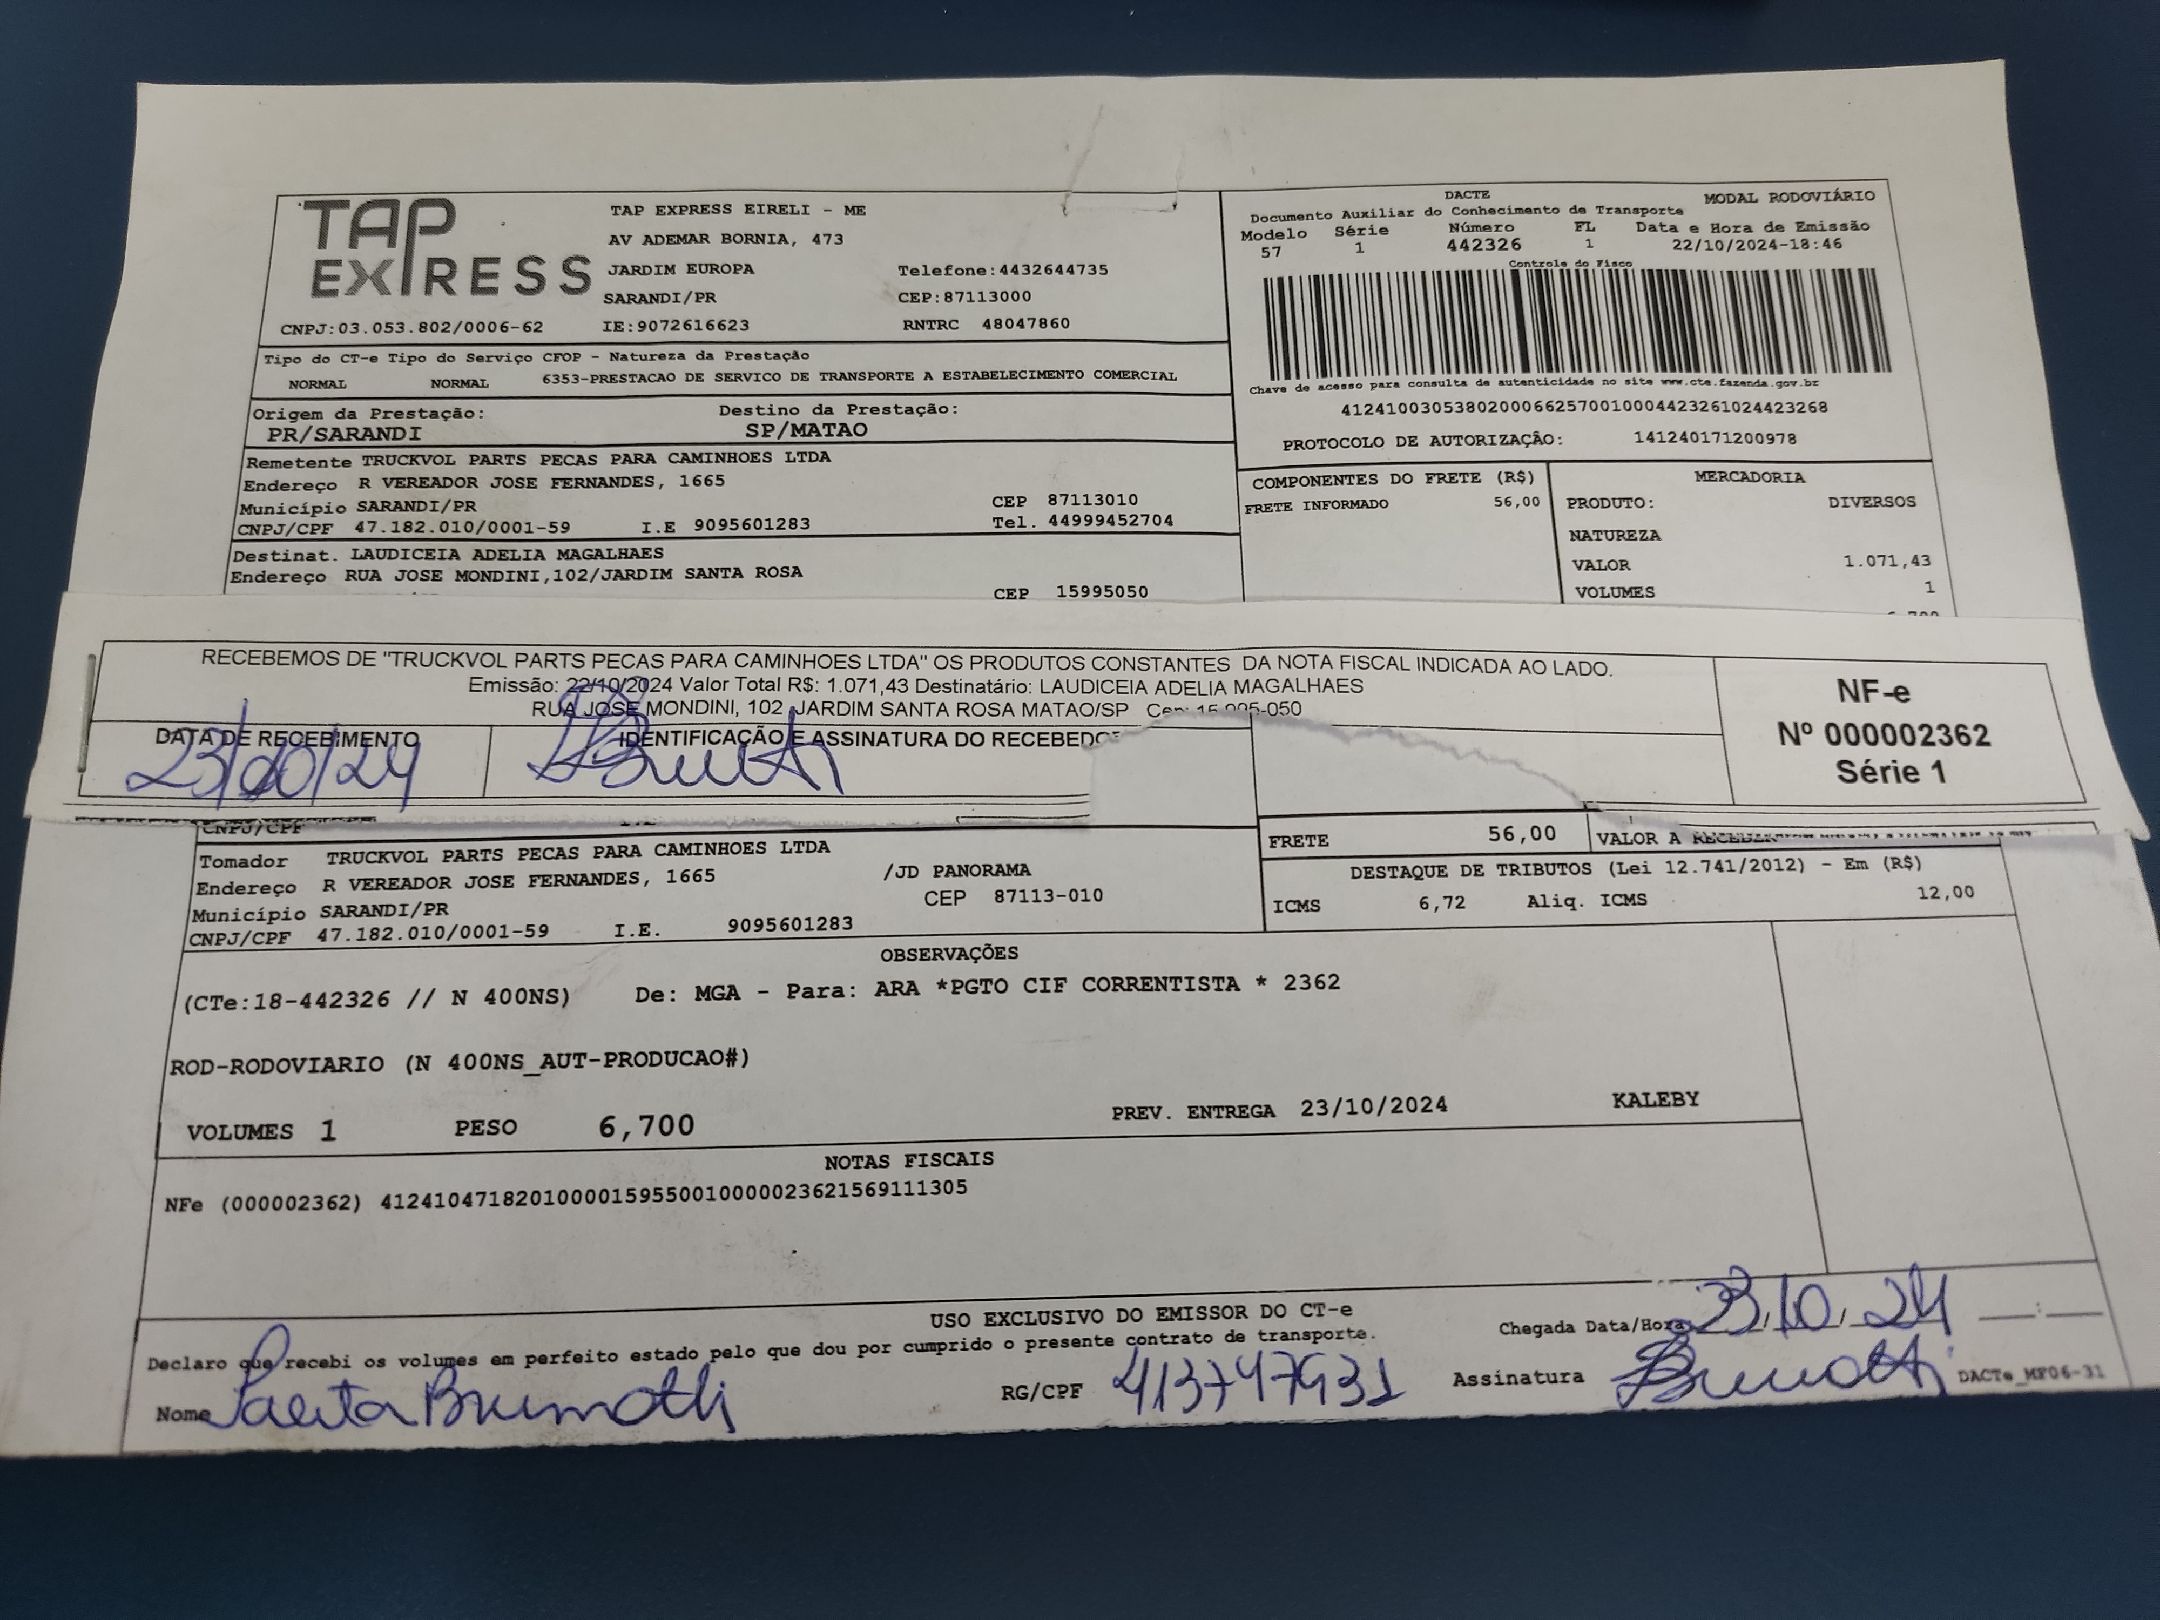 TAP EXPRESS
TAP EXPRESS EIRELI - ME
AV ADEMAR BORNIA, 473
JARDIM EUROPA Telefone:4432644735
SARANDI/PR CEP:87113000
CNPJ:03.053.802/0006-62 IE:9072616623 RNTRC 48047860
DACTE MODAL RODOVIÁRIO
Documento Auxiliar do Conhecimento de Transporte
Modelo Série Número FL Data e Hora de Emissão
57 1 442326 1 22/10/2024-18:46
Controle do Fisco
Chave de acesso para consulta de autenticidade no site www.cte.fazenda.gov.br
41241003053802000662570010004423261024423268
PROTOCOLO DE AUTORIZAÇÃO: 141240171200978
Tipo do CT-e Tipo do Serviço CFOP - Natureza da Prestação
NORMAL NORMAL 6353-PRESTACAO DE SERVICO DE TRANSPORTE A ESTABELECIMENTO COMERCIAL
Origem da Prestação: Destino da Prestação:
PR/SARANDI SP/MATAO
Remetente TRUCKVOL PARTS PECAS PARA CAMINHOES LTDA
Endereço R VEREADOR JOSE FERNANDES, 1665
Município SARANDI/PR CEP 87113010
CNPJ/CPF 47.182.010/0001-59 I.E 9095601283 Tel. 44999452704
Destinat. LAUDICEIA ADELIA MAGALHAES
Endereço RUA JOSE MONDINI,102/JARDIM SANTA ROSA
CEP 15995050
COMPONENTES DO FRETE (R$) MERCADORIA
FRETE INFORMADO 56,00 PRODUTO: DIVERSOS
NATUREZA
VALOR 1.071,43
VOLUMES 1
RECEBEMOS DE "TRUCKVOL PARTS PECAS PARA CAMINHOES LTDA" OS PRODUTOS CONSTANTES DA NOTA FISCAL INDICADA AO LADO.
Emissão: 22/10/2024 Valor Total R$: 1.071,43 Destinatário: LAUDICEIA ADELIA MAGALHAES
RUA JOSE MONDINI, 102 JARDIM SANTA ROSA MATAO/SP Cep: 15.995-050
DATA DE RECEBIMENTO IDENTIFICAÇÃO E ASSINATURA DO RECEBEDO
23/10/24
NF-e
Nº 000002362
Série 1
CNPJ/CPF
Tomador TRUCKVOL PARTS PECAS PARA CAMINHOES LTDA
Endereço R VEREADOR JOSE FERNANDES, 1665 /JD PANORAMA
Município SARANDI/PR CEP 87113-010
CNPJ/CPF 47.182.010/0001-59 I.E. 9095601283
FRETE 56,00 VALOR A RECEBER
DESTAQUE DE TRIBUTOS (Lei 12.741/2012) - Em (R$)
ICMS 6,72 Aliq. ICMS 12,00
OBSERVAÇÕES
(CTe:18-442326 // N 400NS) De: MGA - Para: ARA *PGTO CIF CORRENTISTA * 2362
ROD-RODOVIARIO (N 400NS_AUT-PRODUCAO#)
VOLUMES 1 PESO 6,700 PREV. ENTREGA 23/10/2024 KALEBY
NOTAS FISCAIS
NFe (000002362) 41241047182010000159550010000023621569111305
USO EXCLUSIVO DO EMISSOR DO CT-e
Declaro que recebi os volumes em perfeito estado pelo que dou por cumprido o presente contrato de transporte.
Chegada Data/Hora 23/10/24
Nome RG/CPF 413747931 Assinatura DACTe_MF06-31